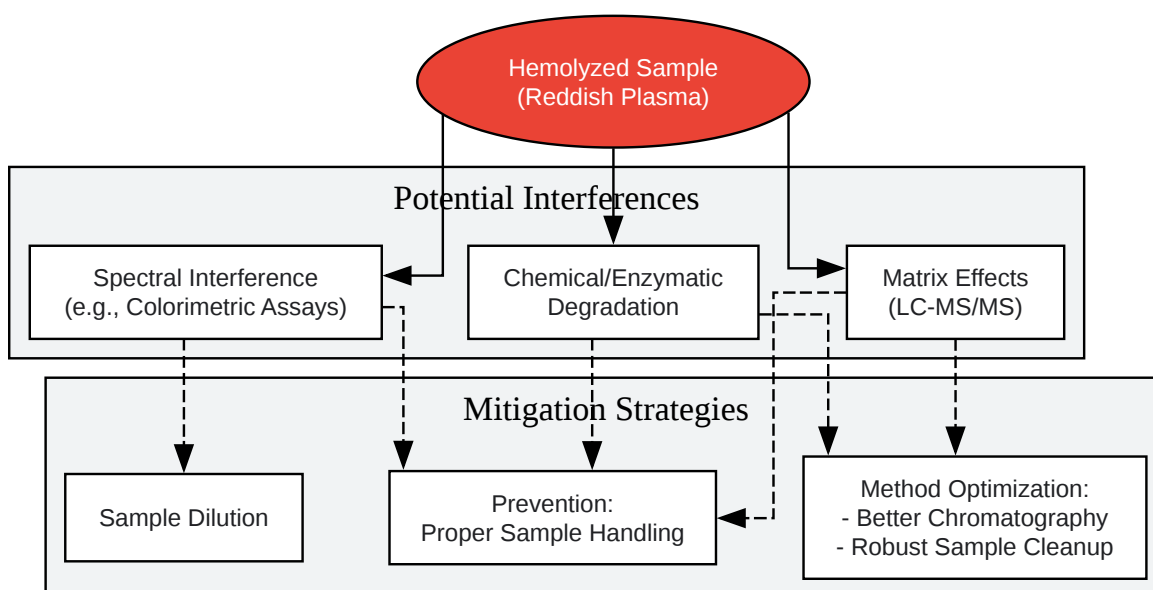 Hemolyzed Sample
(Reddish Plasma)
Potential Interferences
Spectral Interference
(e.g., Colorimetric Assays)
Chemical/Enzymatic
Degradation
Matrix Effects
(LC-MS/MS)
Mitigation Strategies
Sample Dilution
Prevention:
Proper Sample Handling
Method Optimization:
- Better Chromatography
- Robust Sample Cleanup